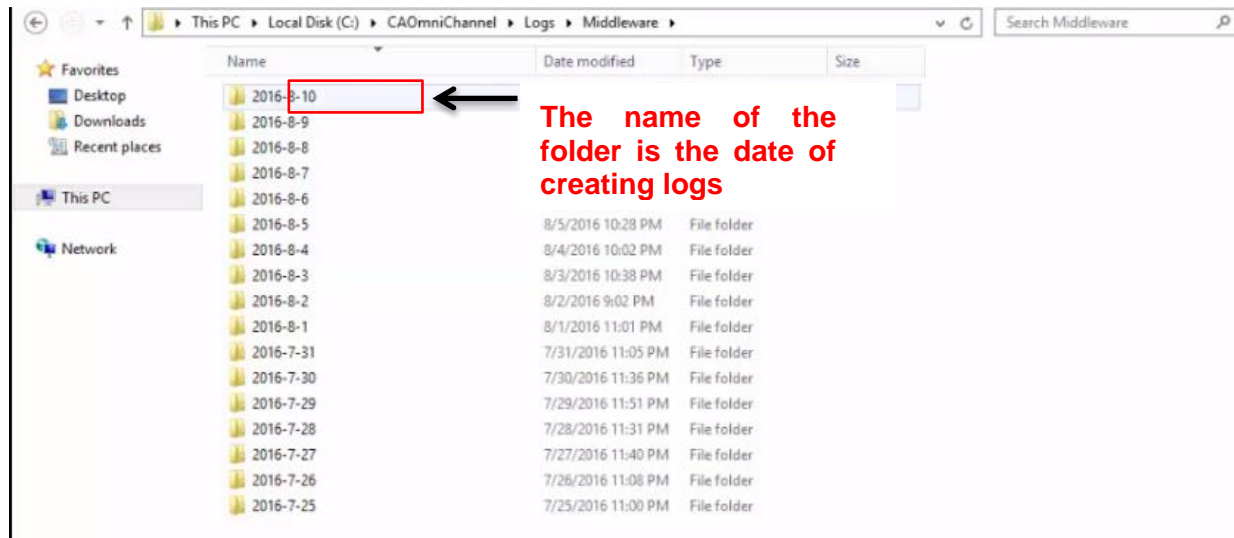 This PC Local Disk (C:) CAOmniChannel Logs Middleware Search Middleware
Name Date modified Type Size
Favorites
Desktop
Downloads
Recent places
This PC
Network
2016-8-10
2016-8-9
2016-8-8
2016-8-7
2016-8-6
The name of the
folder is the date of
creating logs
2016-8-5 8/5/2016 10:28 PM File folder
2016-8-4 8/4/2016 10:02 PM File folder
2016-8-3 8/3/2016 10:38 PM File folder
2016-8-2 8/2/2016 9:02 PM File folder
2016-8-1 8/1/2016 11:01 PM File folder
2016-7-31 7/31/2016 11:05 PM File folder
2016-7-30 7/30/2016 11:36 PM File folder
2016-7-29 7/29/2016 11:51 PM File folder
2016-7-28 7/28/2016 11:31 PM File folder
2016-7-27 7/27/2016 11:40 PM File folder
2016-7-26 7/26/2016 11:08 PM File folder
2016-7-25 7/25/2016 11:00 PM File folder